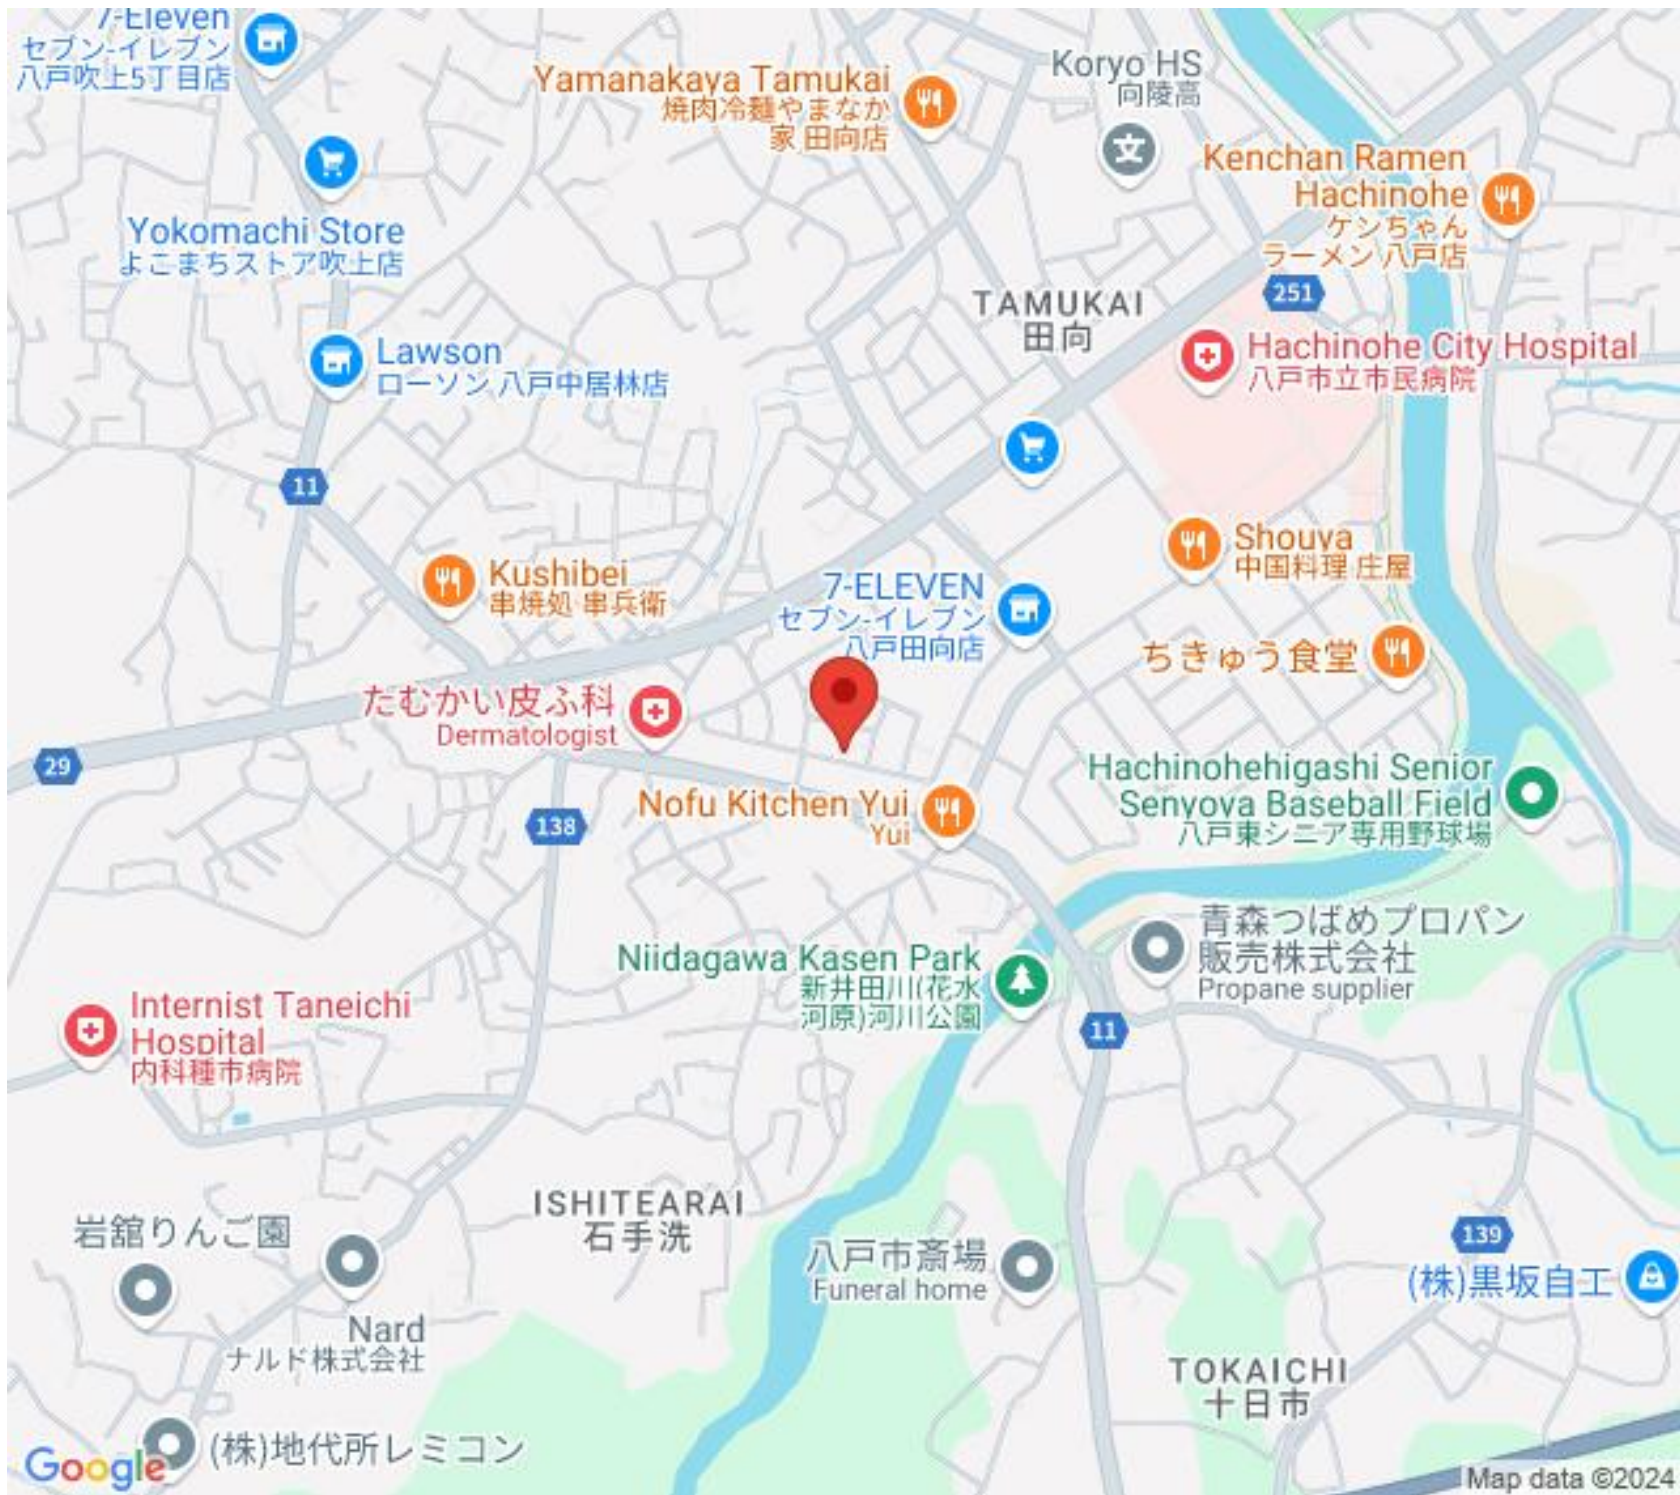 7-Eleven
セブン-イレブン
八戸吹上5丁目店
Yamanakaya Tamukai
焼肉冷麺やまなか
家 田向店
Koryo HS
向陵高
Kenchan Ramen
Hachinohe
ケンちゃん
ラーメン 八戸店
Yokomachi Store
よこまちストア吹上店
251
TAMUKAI
田向
Lawson
ローソン 八戸中居林店
Hachinohe City Hospital
八戸市立市民病院
11
Kushibei
串焼処 串兵衛
7-ELEVEN
セブン-イレブン
八戸田向店
Shouya
中国料理 庄屋
ちきゅう食堂
たむかい皮ふ科
Dermatologist
29
138
Nofu Kitchen Yui
Yui
Hachinohehigashi Senior
Senyova Baseball Field
八戸東シニア専用野球場
青森つばめプロパン
販売株式会社
Propane supplier
Niidagawa Kasen Park
新井田川(花水
河原)河川公園
11
Internist Taneichi
Hospital
内科種市病院
ISHITEARAI
石手洗
岩舘りんご園
Nard
ナルド株式会社
八戸市斎場
Funeral home
139
(株)黒坂自工
TOKAICHI
十日市
(株)地代所レミコン
Google
Map data ©2024